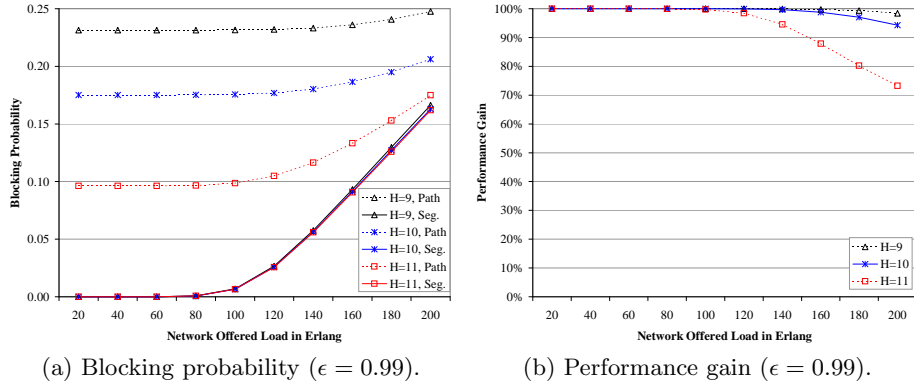 0.25
0.20
0.15
0.10
0.05
0.00
Blocking Probability
H=9, Path
H=9, Seg.
H=10, Path
H=10, Seg.
H=11, Path
H=11, Seg.
20 40 60 80 100 120 140 160 180 200
Network Offered Load in Erlang
(a) Blocking probability (ϵ = 0.99).
100%
90%
80%
70%
60%
50%
40%
30%
20%
10%
0%
Performance Gain
H=9
H=10
H=11
20 40 60 80 100 120 140 160 180 200
Network Offered Load in Erlang
(b) Performance gain (ϵ = 0.99).